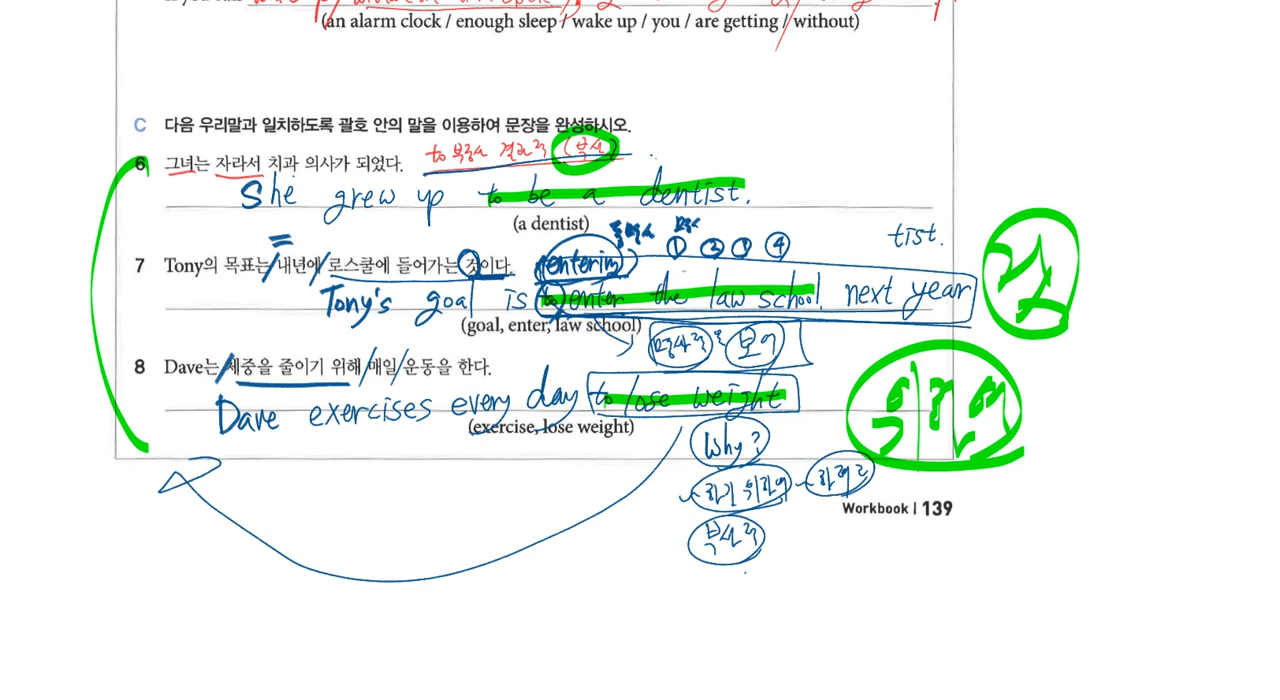 (an alarm clock / enough sleep / wake up / you / are getting / without)
C 다음 우리말과 일치하도록 괄호 안의 말을 이용하여 문장을 완성하시오.
6 그녀는 자라서 치과 의사가 되었다. to부정사 결과적 (부사)
She grew up to be a dentist.
(a dentist)
동명사
① ② ③ ④
tist.
7 Tony의 목표는/내년에/로스쿨에 들어가는 것이다. (entering)
Tony's goal is to enter the law school next year
(goal, enter, law school)
것
명사적 보어
8 Dave는/체중을 줄이기 위해/매일/운동을 한다.
Dave exercises every day to lose weight
(exercise, lose weight)
Why?
~하기 위하여 ~하려고
부사적
Workbook | 139